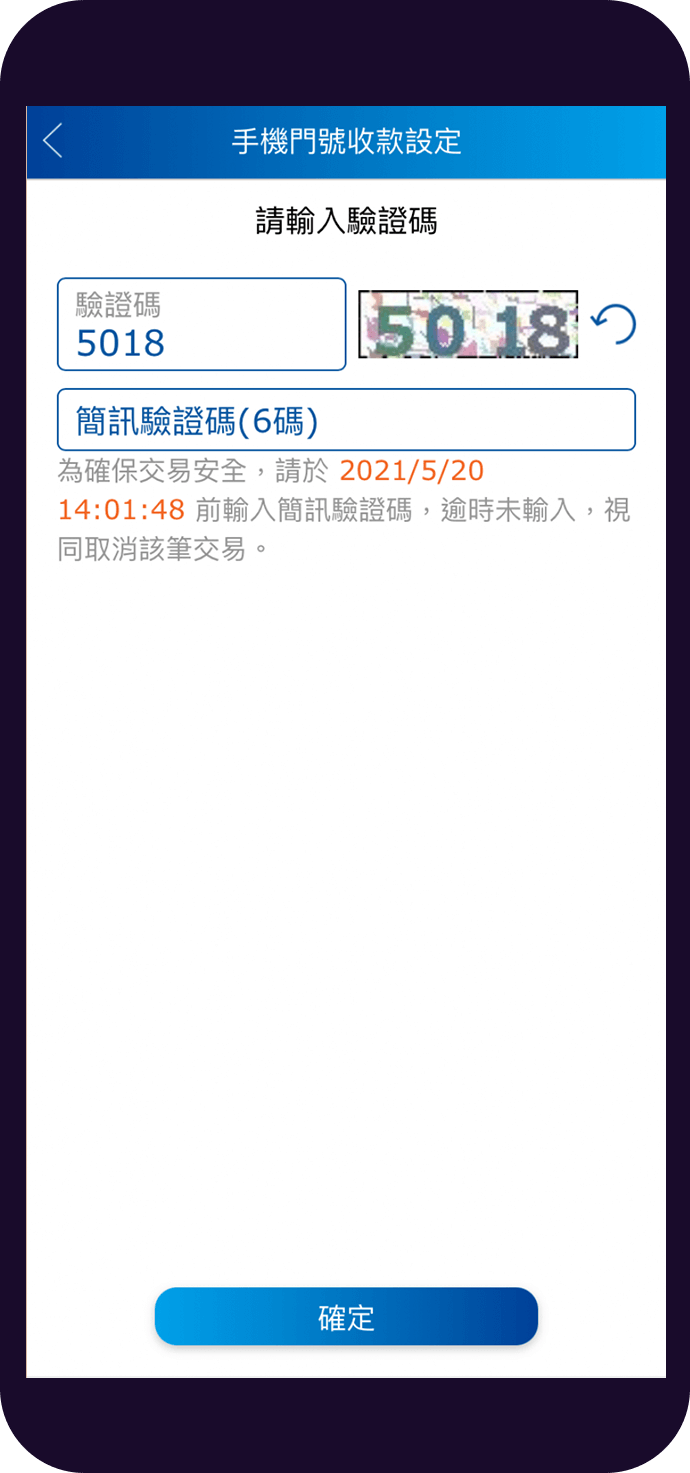 手機門號收款設定
請輸入驗證碼
驗證碼
5018
5018
簡訊驗證碼(6碼)
為確保交易安全，請於 2021/5/20
14:01:48 前輸入簡訊驗證碼，逾時未輸入，視
同取消該筆交易。
確定